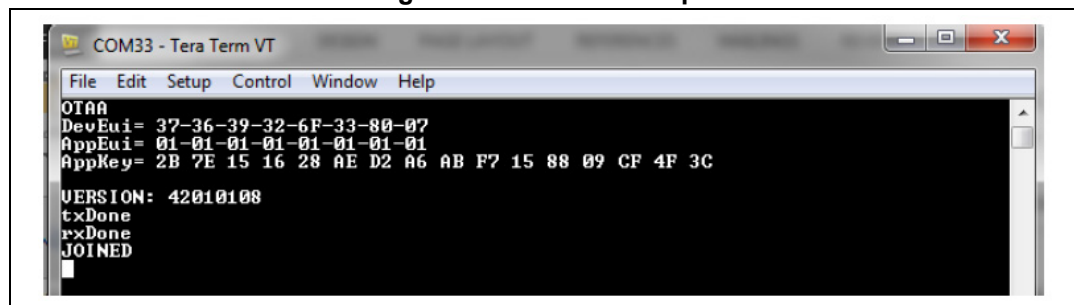 COM33 - Tera Term VT
File Edit Setup Control Window Help
OTAA
DevEui= 37-36-39-32-6F-33-80-07
AppEui= 01-01-01-01-01-01-01-01
AppKey= 2B 7E 15 16 28 AE D2 A6 AB F7 15 88 09 CF 4F 3C
VERSION: 42010108
txDone
rxDone
JOINED